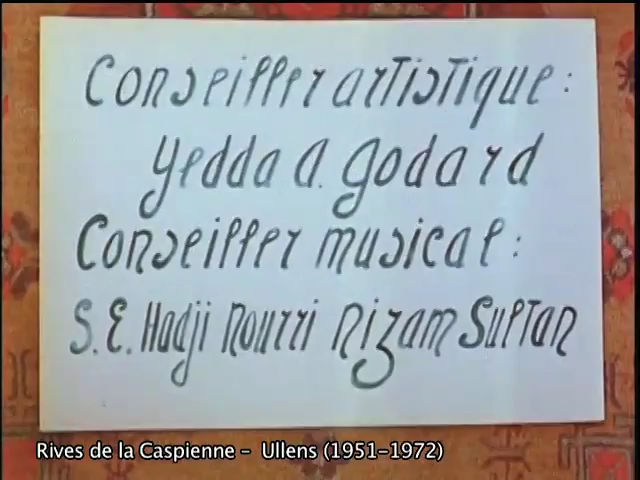 Conseiller artistique :
Yedda A. Godard
Conseiller musical :
S. E. Hadji Nourri Nizam Sultan
Rives de la Caspienne - Ullens (1951-1972)